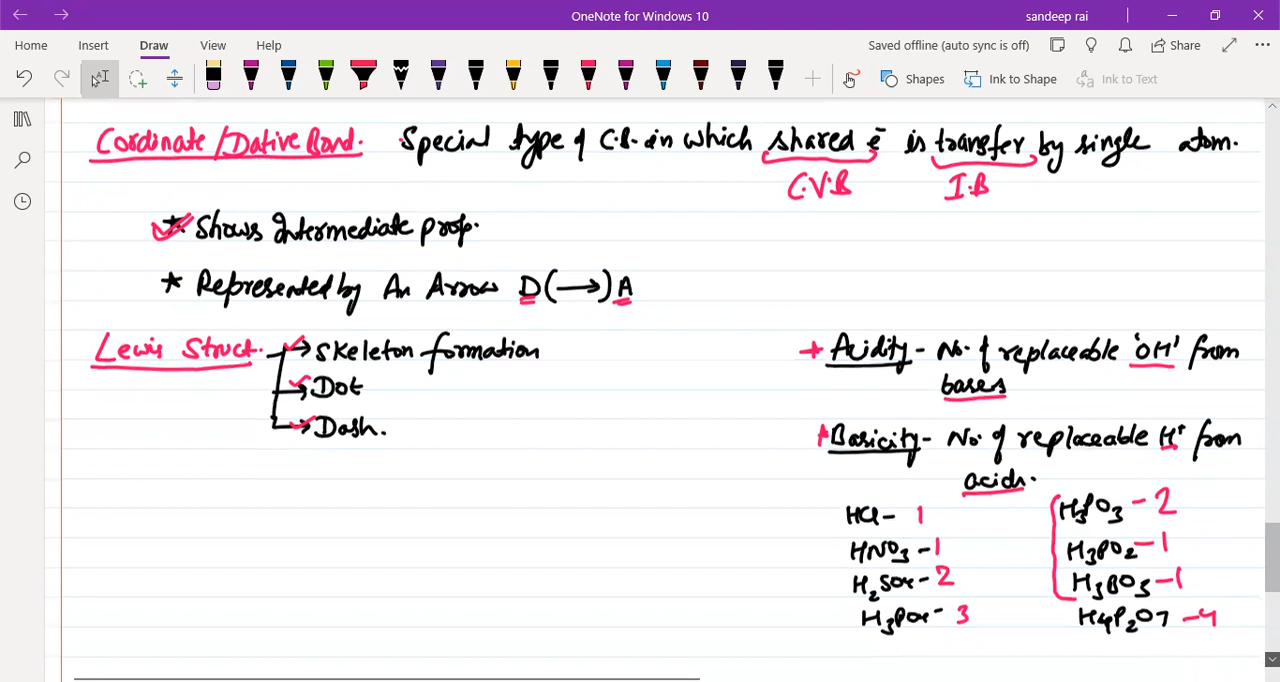 OneNote for Windows 10
sandeep rai
Home Insert Draw View Help
Saved offline (auto sync is off) Share
Shapes Ink to Shape Ink to Text
Cordinate/Dative Bond. Special type of C.B. in which shared e⁻ is transfer by single atom.
C.V.B I.B
* Shows Intermediate prop.
* Represented by An Arrow D(→)A
Lewis Struct. → Skeleton formation
→ Dot
→ Dash.
Acidity - No. of replaceable 'OH' from
bases
Basicity - No. of replaceable H⁺ from
acids.
HCl - 1
HNO3 - 1
H2SO4 - 2
H3PO4 - 3
H3PO3 - 2
H3PO2 - 1
H3BO3 - 1
H4P2O7 - 4